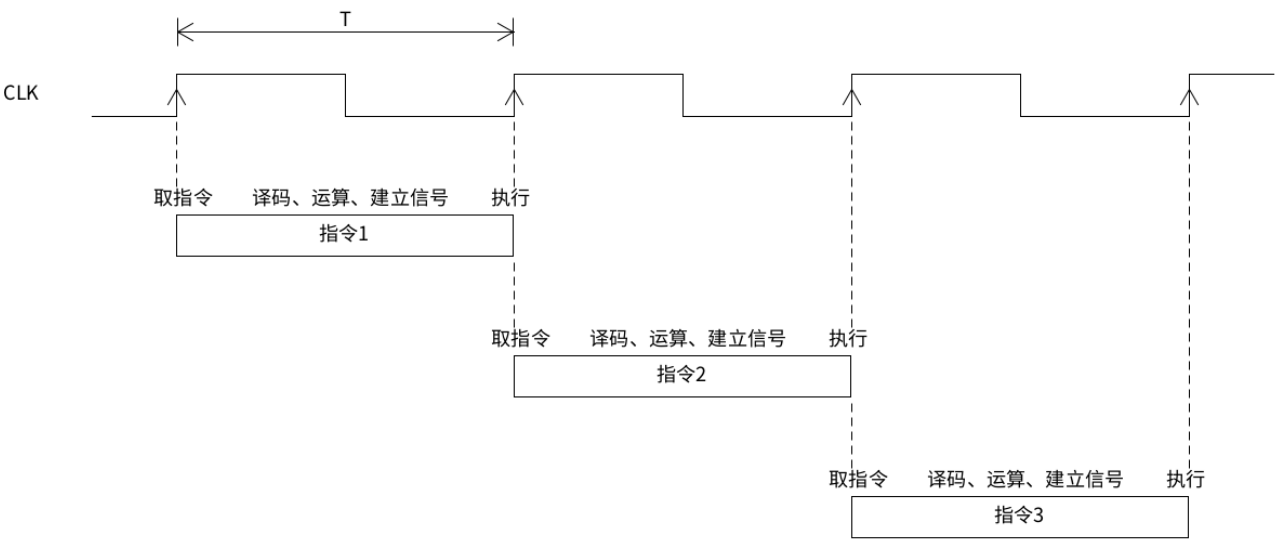 T
CLK
取指令 译码、运算、建立信号 执行
指令1
取指令 译码、运算、建立信号 执行
指令2
取指令 译码、运算、建立信号 执行
指令3